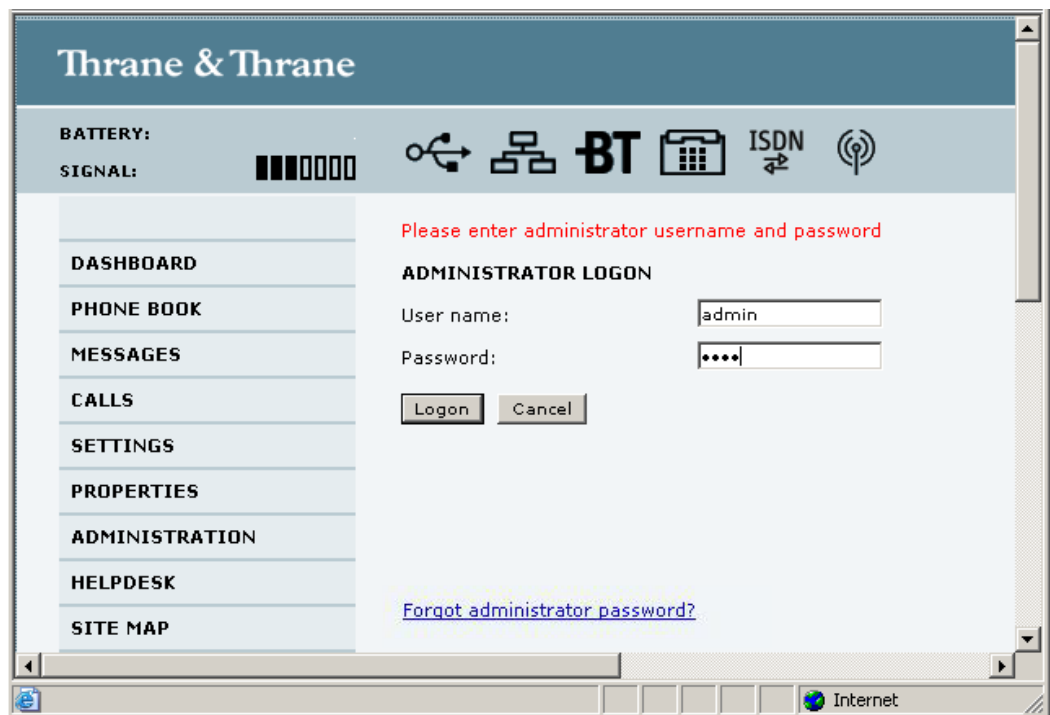 Thrane & Thrane
BATTERY:
SIGNAL:
BT
ISDN
DASHBOARD
PHONE BOOK
MESSAGES
CALLS
SETTINGS
PROPERTIES
ADMINISTRATION
HELPDESK
SITE MAP
Please enter administrator username and password
ADMINISTRATOR LOGON
User name: admin
Password: ••••
Logon Cancel
Forgot administrator password?
Internet